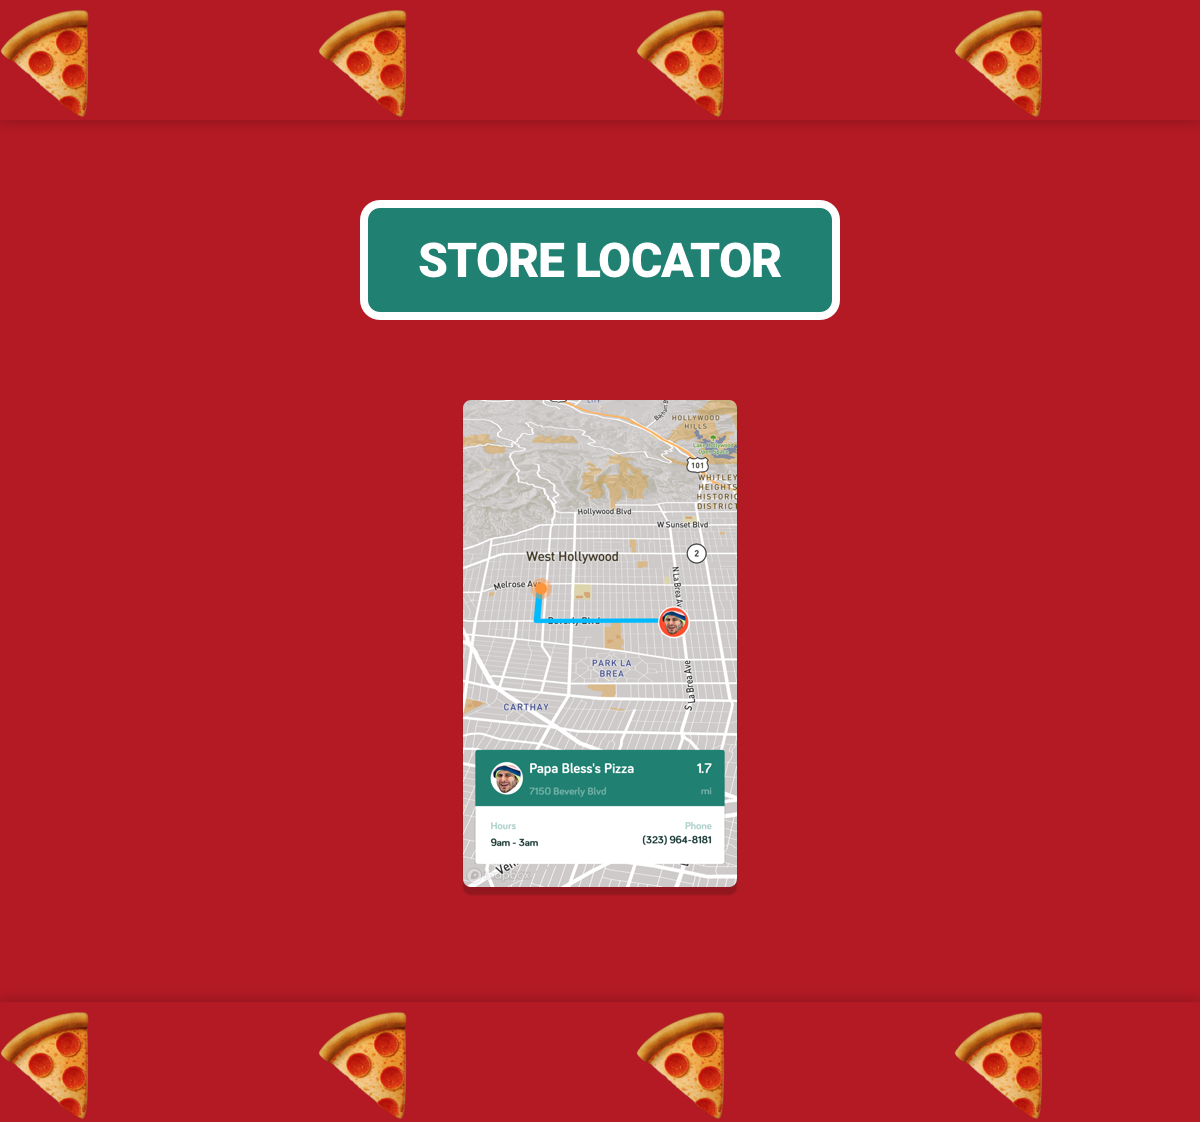 STORE LOCATOR
HOLLYWOOD
HILLS
101
WHITLEY
HEIGHTS
HISTORIC
DISTRICT
Hollywood Blvd
W Sunset Blvd
West Hollywood
2
Melrose Ave
N La Brea Ave
Beverly Blvd
PARK LA
BREA
S La Brea Ave
CARTHAY
Papa Bless's Pizza
1.7
7150 Beverly Blvd
mi
Hours
Phone
9am - 3am
(323) 964-8181